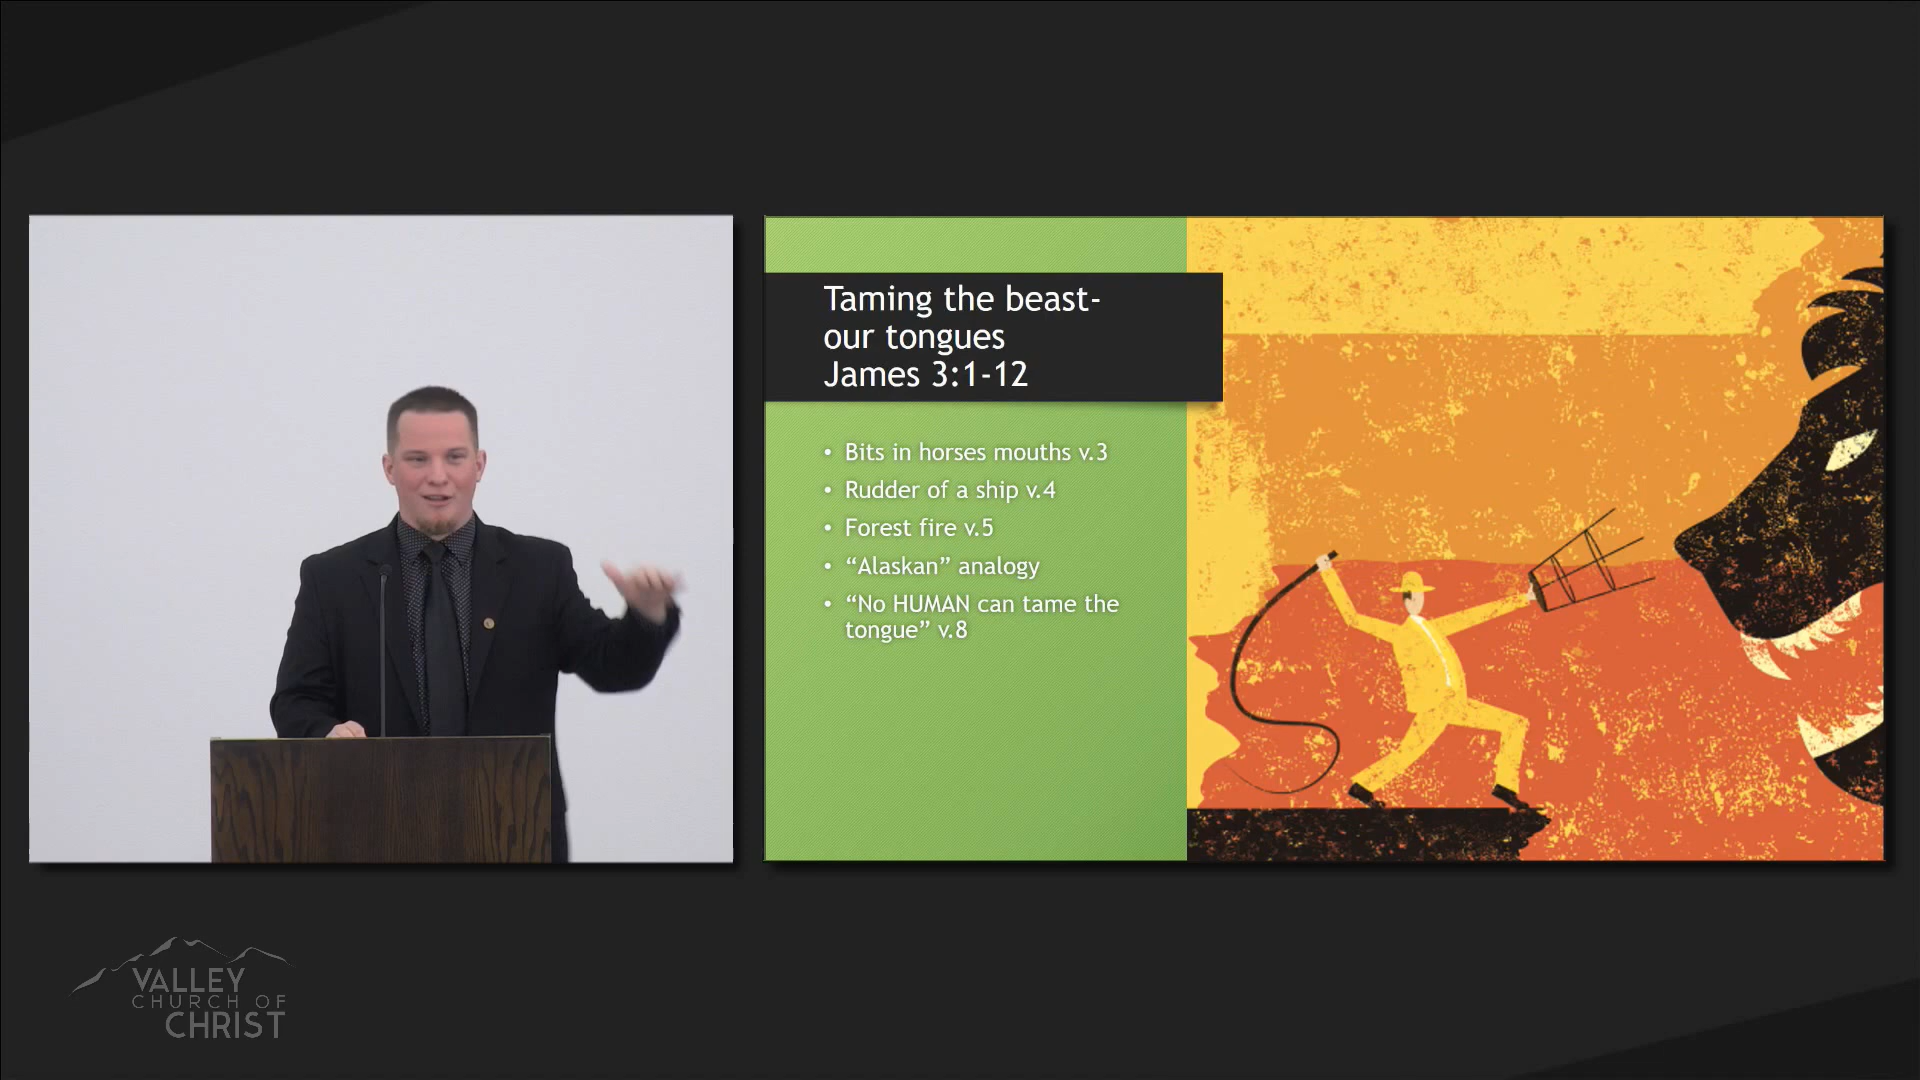 Taming the beast-
our tongues
James 3:1-12
• Bits in horses mouths v.3
• Rudder of a ship v.4
• Forest fire v.5
• “Alaskan” analogy
• “No HUMAN can tame the
tongue” v.8
VALLEY
CHURCH OF
CHRIST